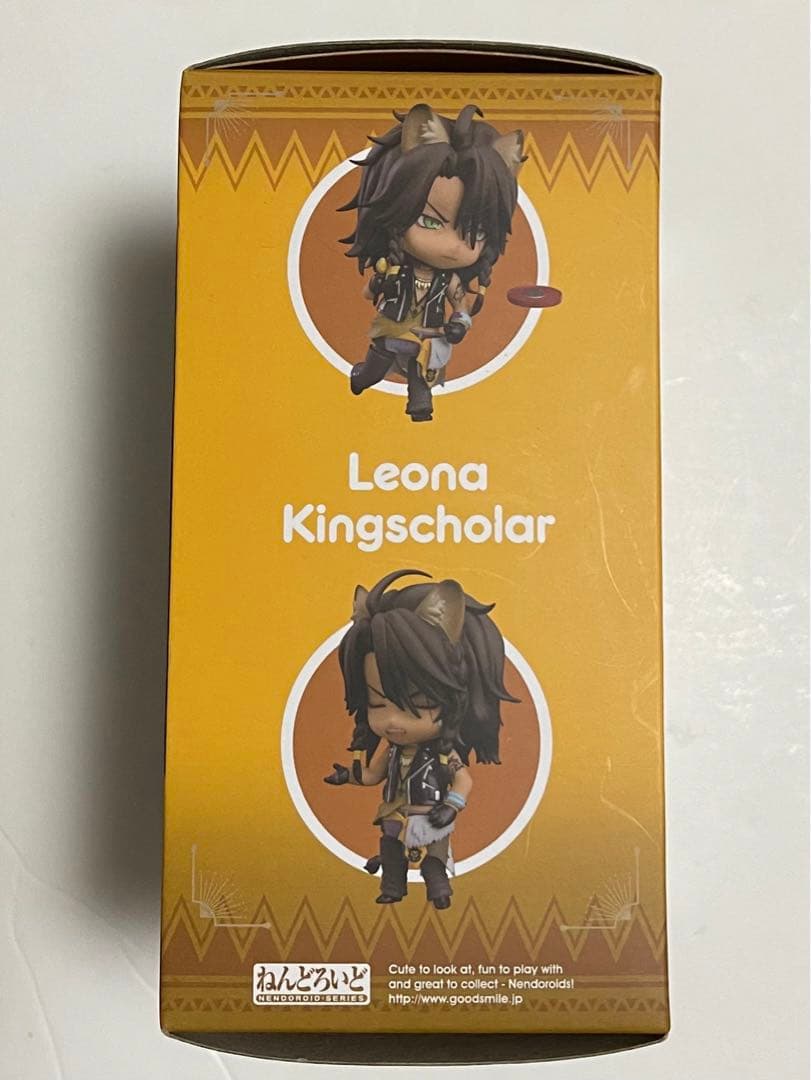 Leona
Kingscholar
ねんどろいど
NENDOROID·SERIES
Cute to look at, fun to play with
and great to collect - Nendoroids!
http://www.goodsmile.jp